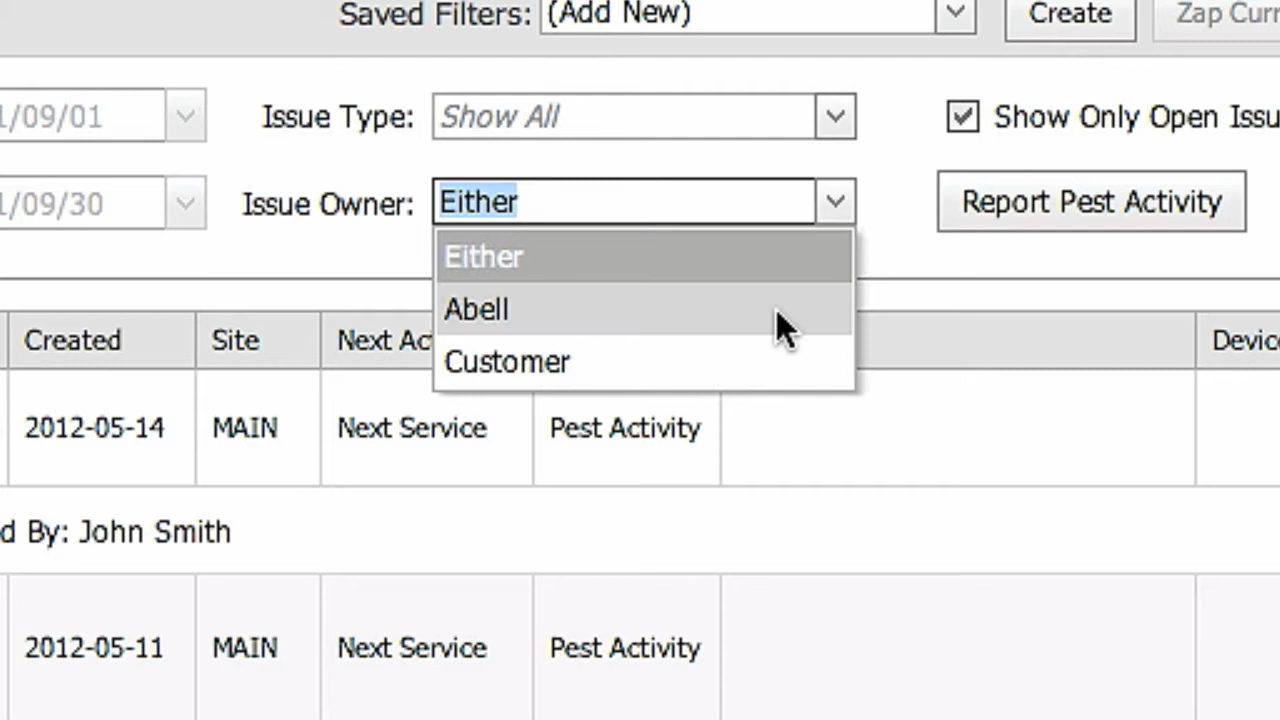 Saved Filters: (Add New) Create Zap Curr
1/09/01 Issue Type: Show All Show Only Open Issu
1/09/30 Issue Owner: Either Report Pest Activity
Either
Abell
Customer
Created Site Next Ac Devic
2012-05-14 MAIN Next Service Pest Activity
d By: John Smith
2012-05-11 MAIN Next Service Pest Activity